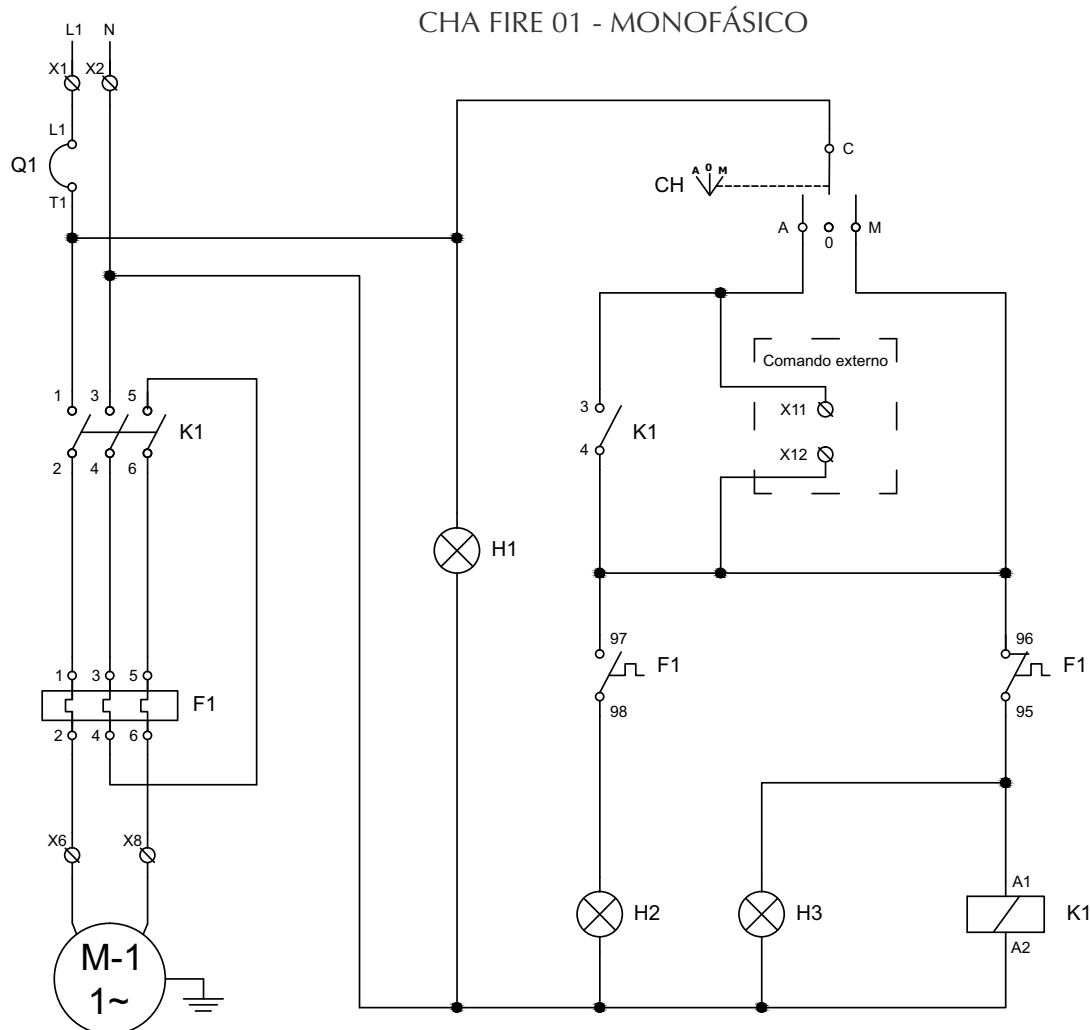 CHA FIRE 01 - MONOFÁSICO
L1 N
X1 X2
L1
Q1
T1
C
CH A 0 M
A 0 M
Comando externo
X11
X12
1 3 5
K1
2 4 6
3
K1
4
H1
97
F1
98
96
F1
95
1 3 5
F1
2 4 6
X6 X8
M-1
1~
H2
H3
A1
K1
A2